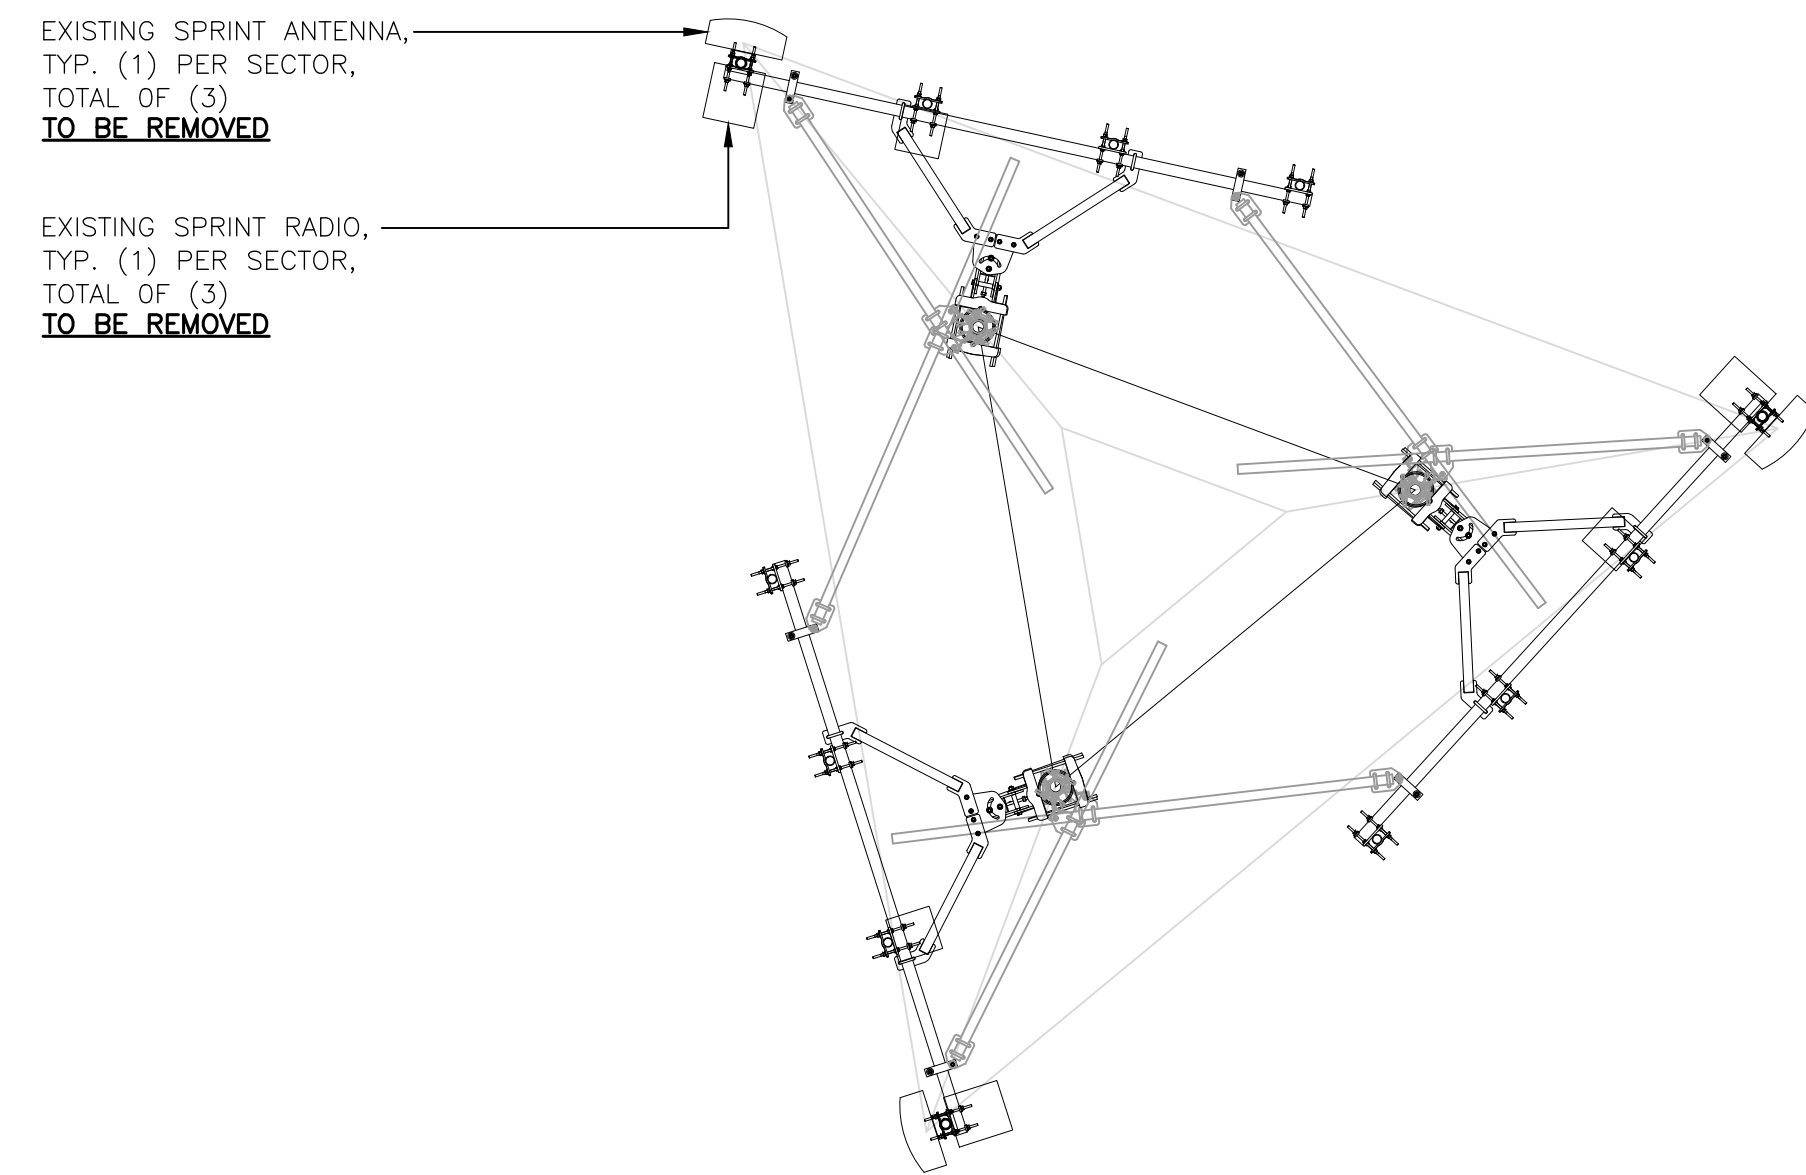 EXISTING SPRINT ANTENNA,
TYP. (1) PER SECTOR,
TOTAL OF (3)
TO BE REMOVED
EXISTING SPRINT RADIO,
TYP. (1) PER SECTOR,
TOTAL OF (3)
TO BE REMOVED